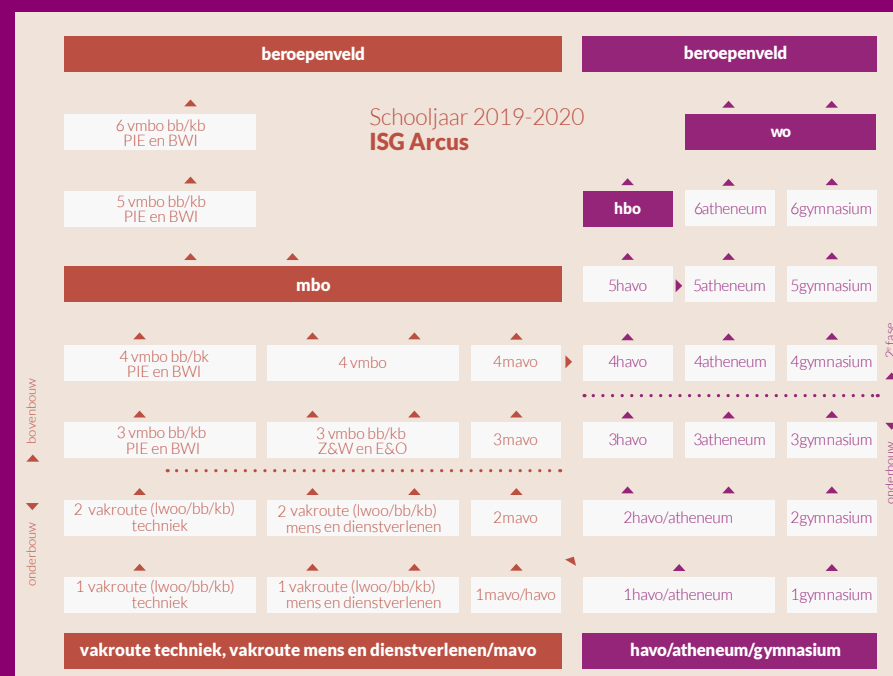 beroepenveld
beroepenveld
6 vmbo bb/kb
PIE en BWI
Schooljaar 2019-2020
ISG Arcus
wo
5 vmbo bb/kb
PIE en BWI
hbo
6atheneum
6gymnasium
mbo
5havo
5atheneum
5gymnasium
4 vmbo bb/bk
PIE en BWI
4 vmbo
4mavo
4havo
4atheneum
4gymnasium
2e fase
bovenbouw
3 vmbo bb/kb
PIE en BWI
3 vmbo bb/kb
Z&W en E&O
3mavo
3havo
3atheneum
3gymnasium
onderbouw
2 vakroute (lwoo/bb/kb)
techniek
2 vakroute (lwoo/bb/kb)
mens en dienstverlenen
2mavo
2havo/atheneum
2gymnasium
onderbouw
1 vakroute (lwoo/bb/kb)
techniek
1 vakroute (lwoo/bb/kb)
mens en dienstverlenen
1mavo/havo
1havo/atheneum
1gymnasium
vakroute techniek, vakroute mens en dienstverlenen/mavo
havo/atheneum/gymnasium